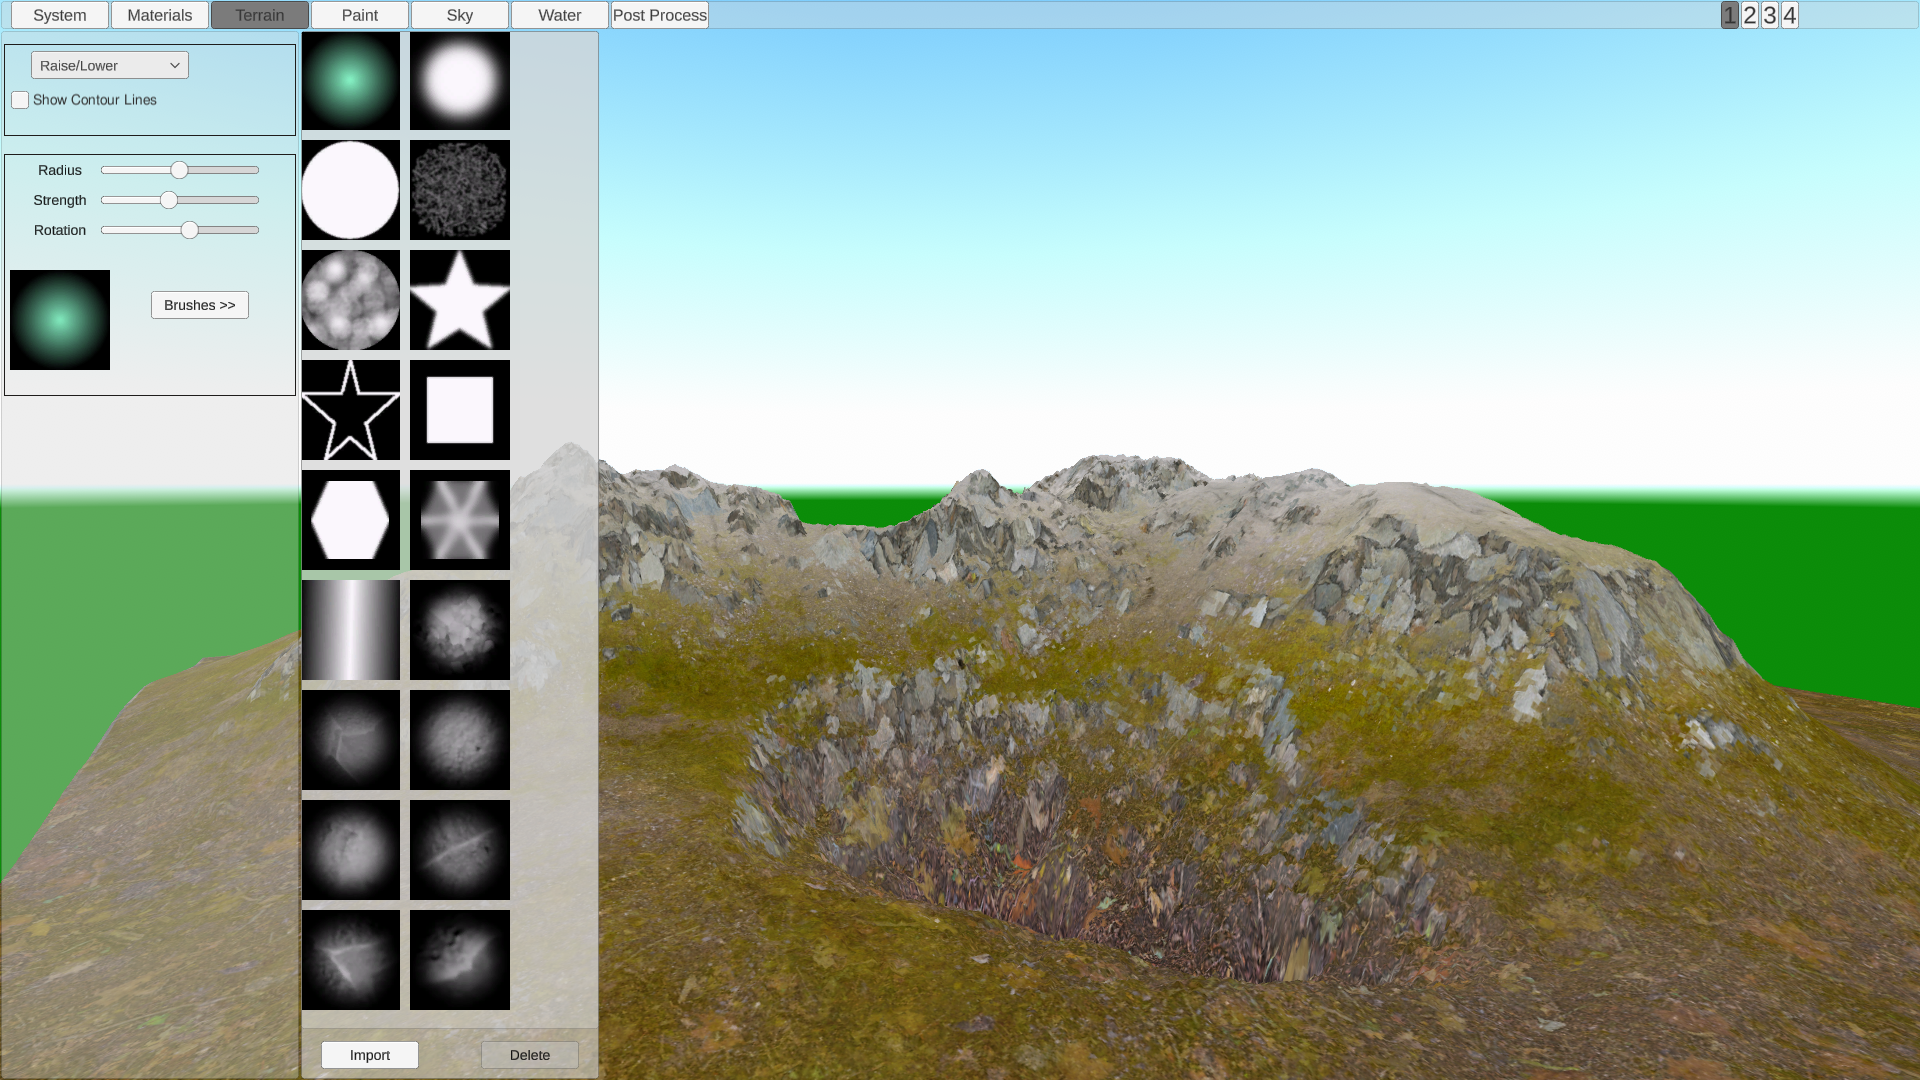 System Materials Terrain Paint Sky Water Post Process 1 2 3 4
Raise/Lower
Show Contour Lines
Radius
Strength
Rotation
Brushes >>
Import Delete